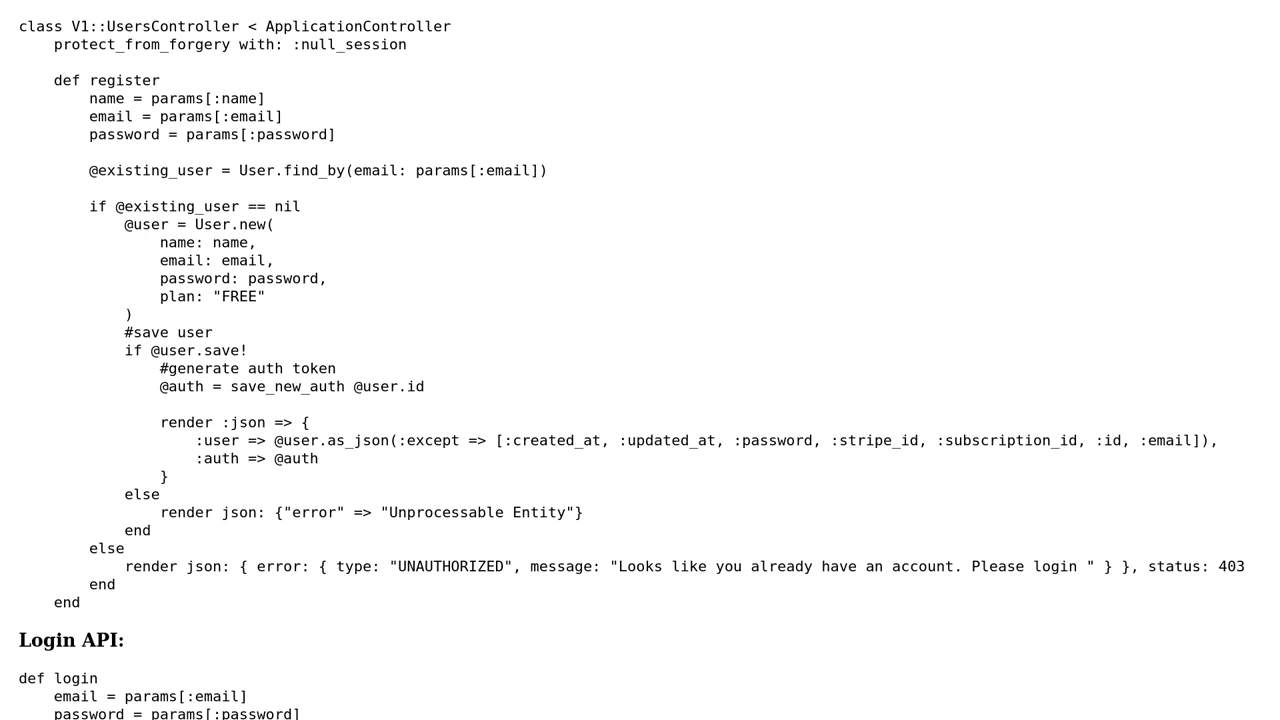 class V1::UsersController < ApplicationController
    protect_from_forgery with: :null_session

    def register
        name = params[:name]
        email = params[:email]
        password = params[:password]

        @existing_user = User.find_by(email: params[:email])

        if @existing_user == nil
            @user = User.new(
                name: name,
                email: email,
                password: password,
                plan: "FREE"
            )
            #save user
            if @user.save!
                #generate auth token
                @auth = save_new_auth @user.id

                render :json => {
                    :user => @user.as_json(:except => [:created_at, :updated_at, :password, :stripe_id, :subscription_id, :id, :email]),
                    :auth => @auth
                }
            else
                render json: {"error" => "Unprocessable Entity"}
            end
        else
            render json: { error: { type: "UNAUTHORIZED", message: "Looks like you already have an account. Please login " } }, status: 403
        end
    end

Login API:

def login
    email = params[:email]
    password = params[:password]